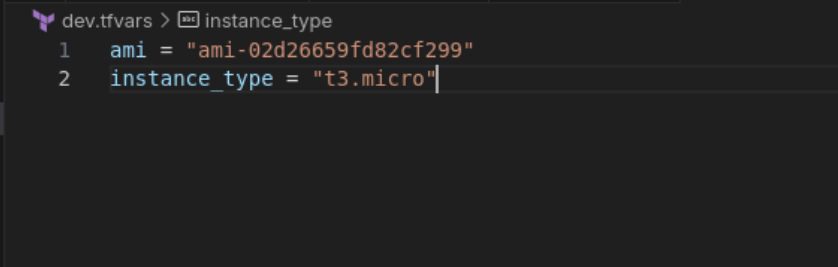 dev.tfvars > instance_type
1 ami = "ami-02d26659fd82cf299"
2 instance_type = "t3.micro"